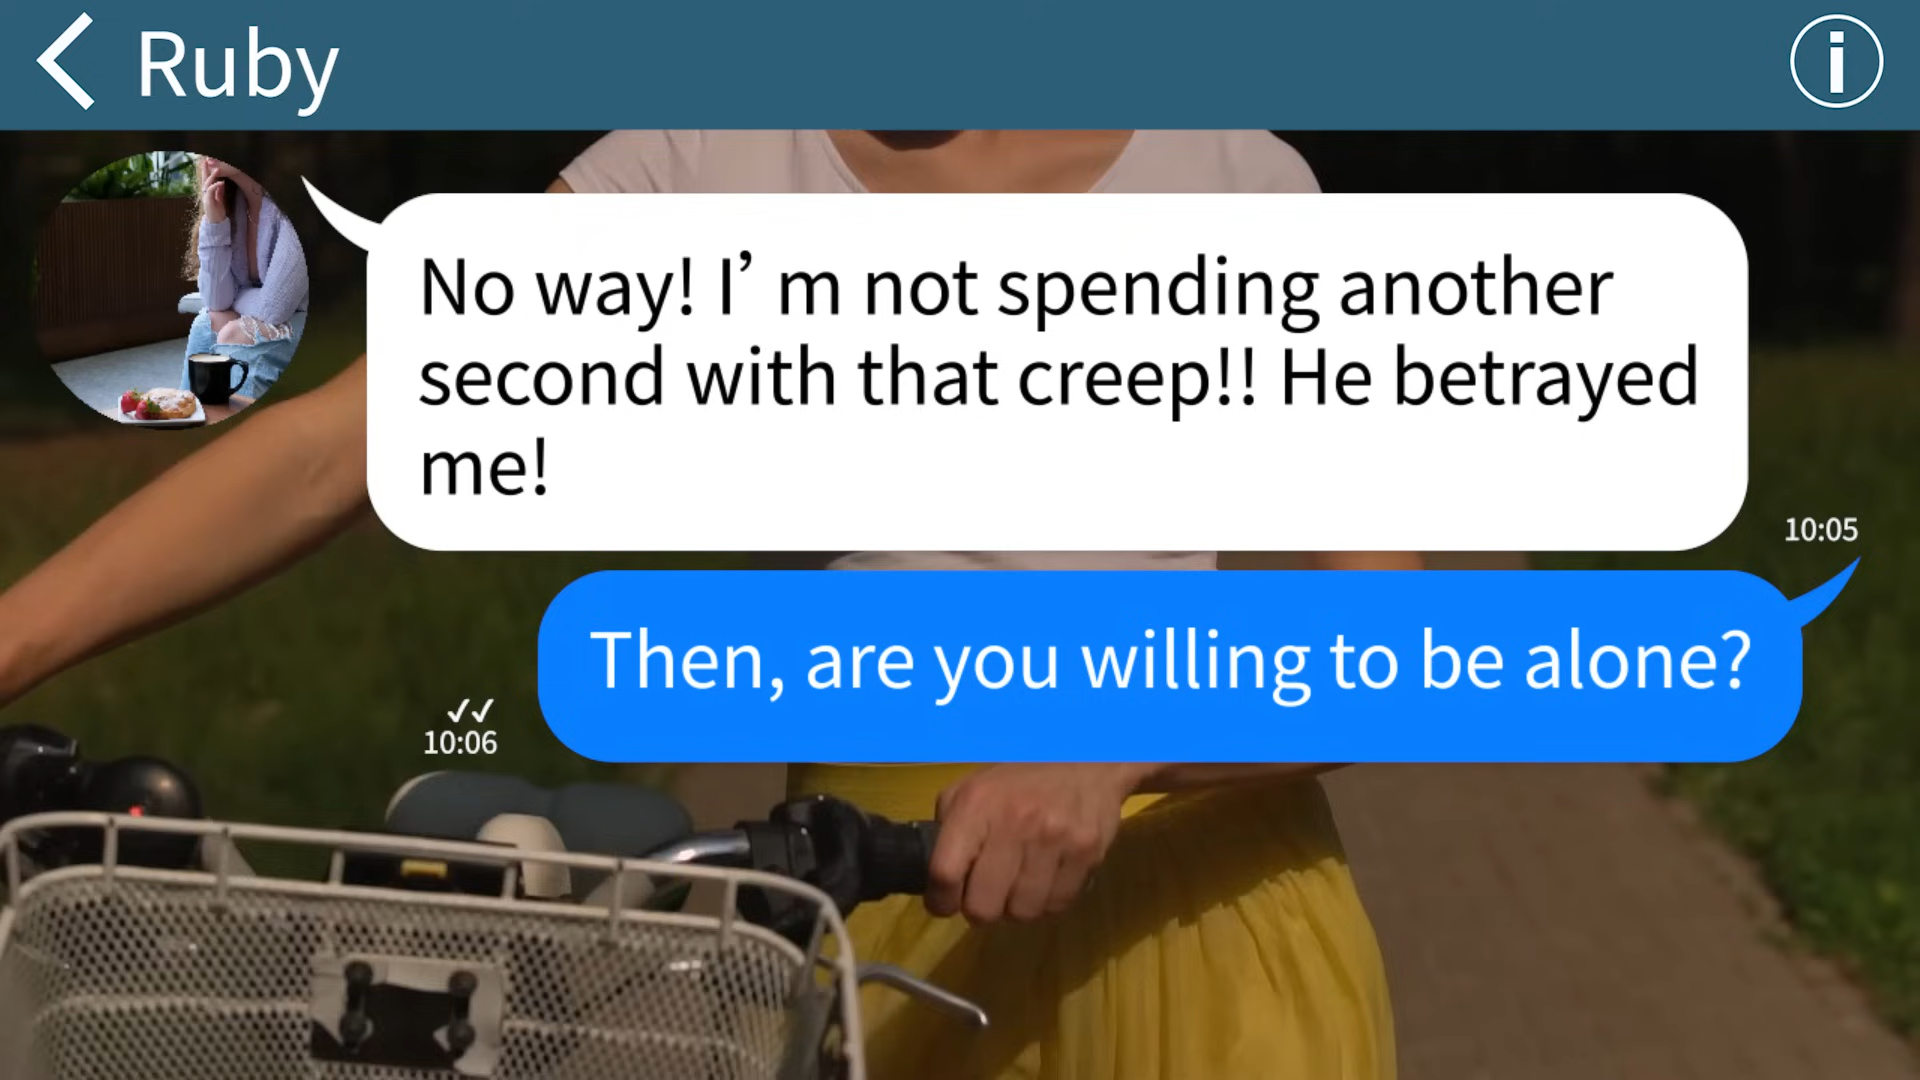 Ruby
No way! I’ m not spending another
second with that creep!! He betrayed
me!
10:05
Then, are you willing to be alone?
10:06